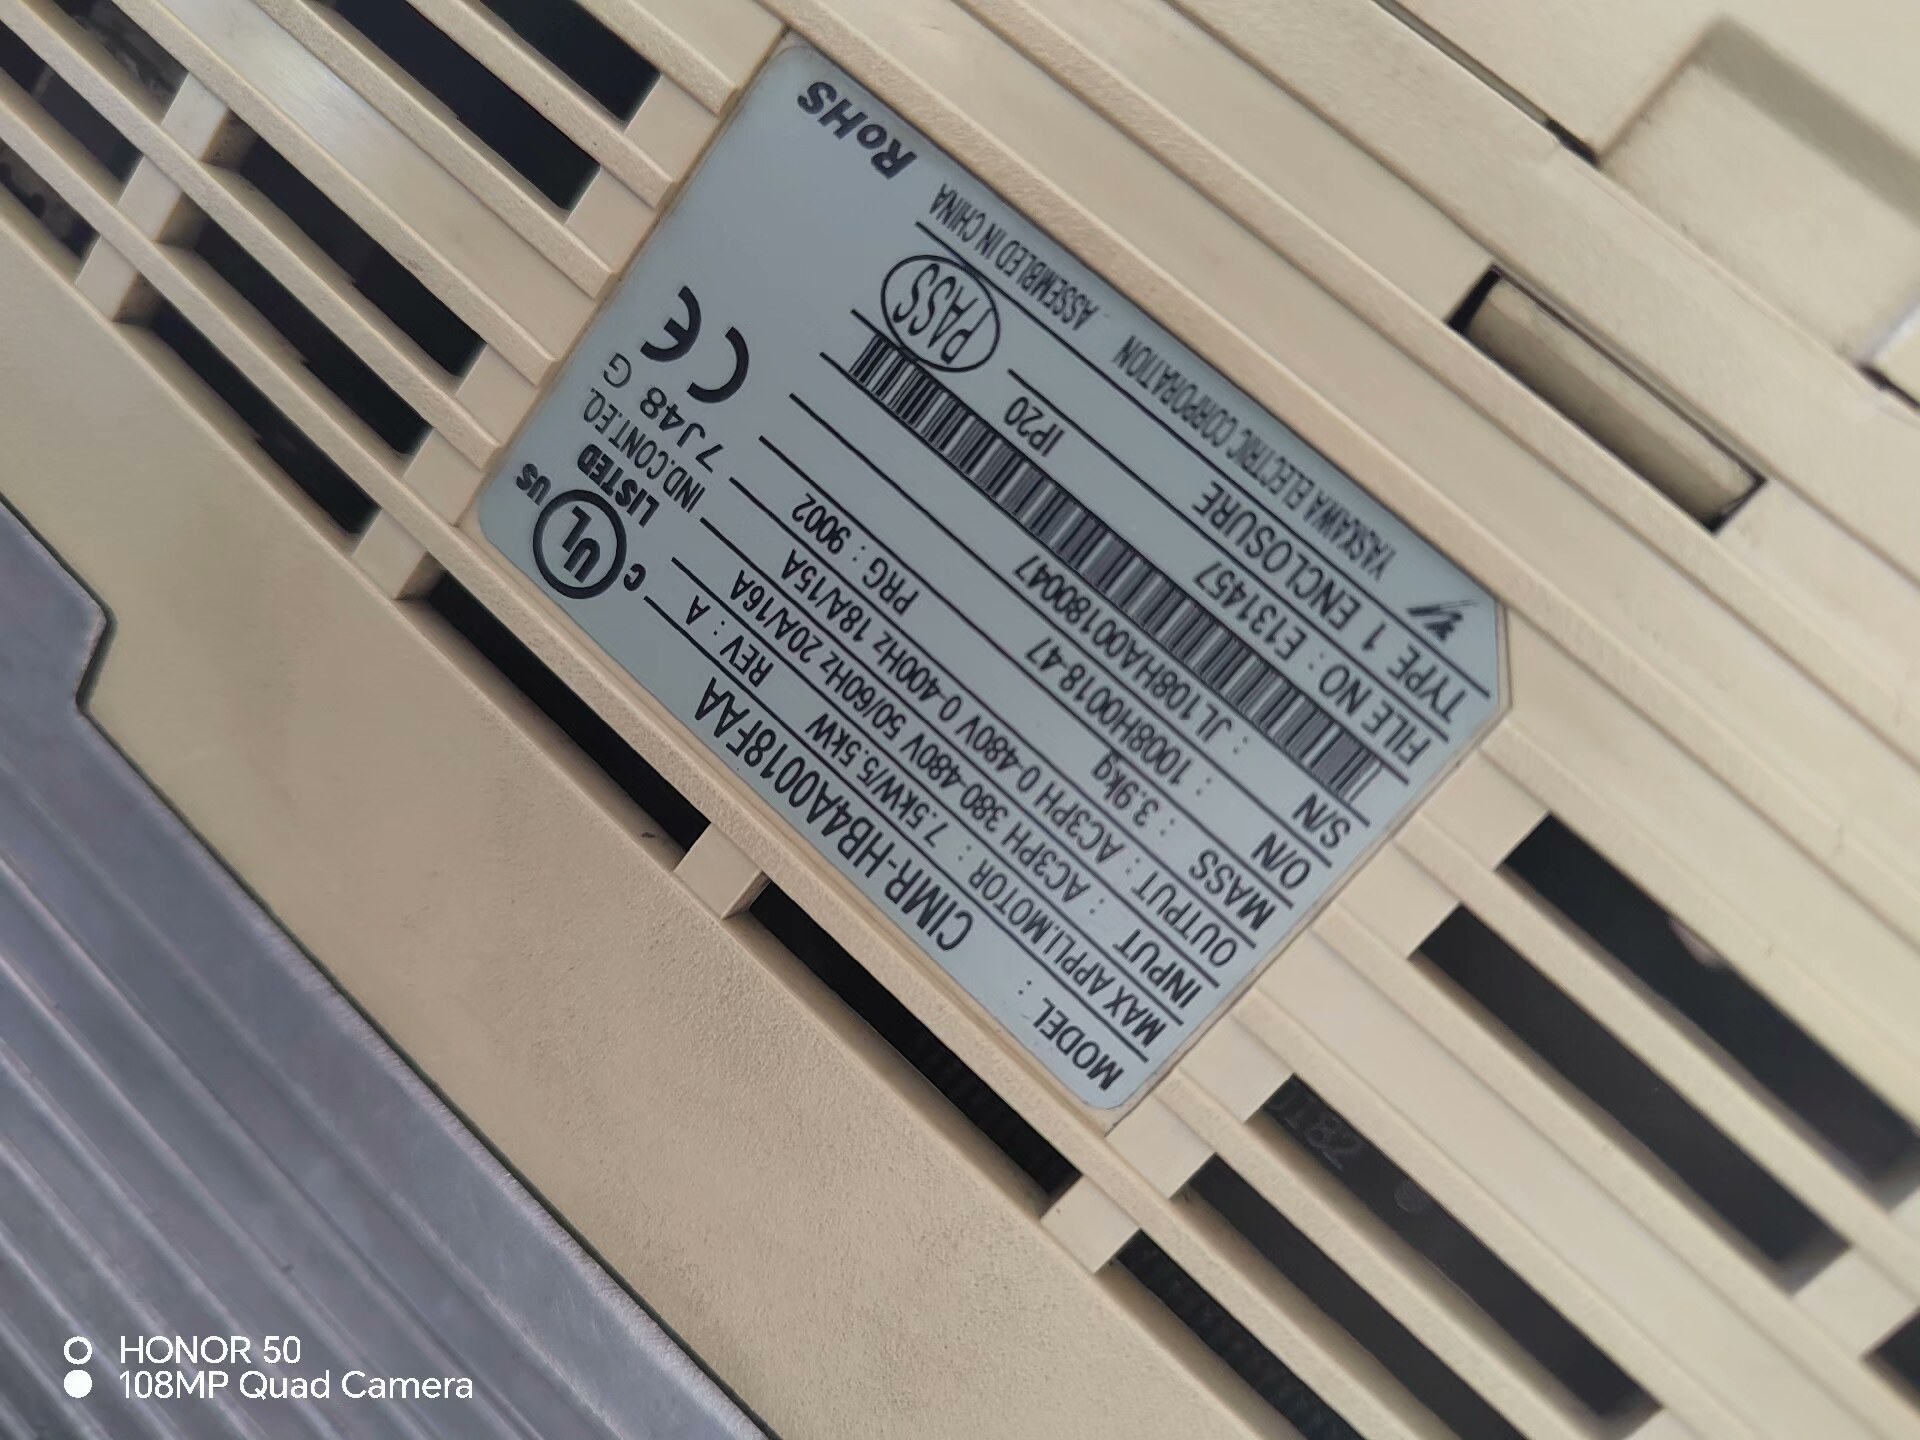 MODEL : CIMR-HB4A0018FAA
MAX APPLI.MOTOR : 7.5kW/5.5kW REV : A
INPUT : AC3PH 380-480V 50/60Hz 20A/16A
OUTPUT : AC3PH 0-480V 0-400Hz 18A/15A
MASS : 3.9kg PRG : 9002
O/N : 1008H0018-47
S/N : JL108HA00180047
FILE NO : E131457
TYPE 1 ENCLOSURE IP20
PASS
YASKAWA ELECTRIC CORPORATION ASSEMBLED IN CHINA
C UL US
LISTED
IND.CONT.EQ.
7J48 G
CE
RoHS
HONOR 50
108MP Quad Camera